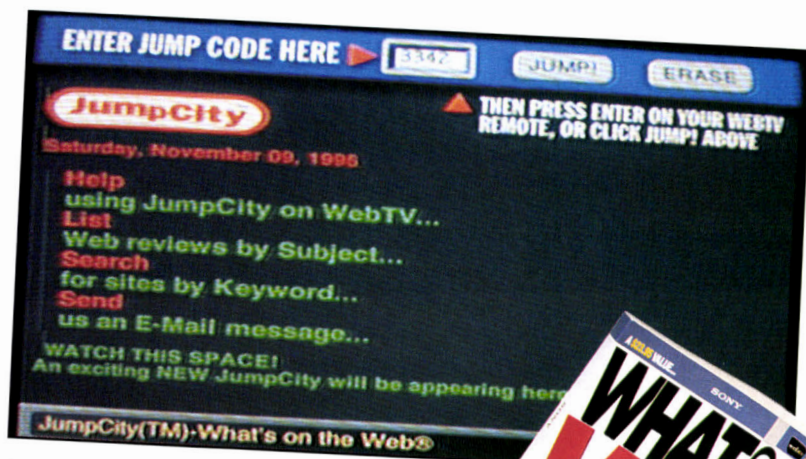 ENTER JUMP CODE HERE 3342 JUMP! ERASE
JumpCity
THEN PRESS ENTER ON YOUR WEBTV
REMOTE, OR CLICK JUMP! ABOVE
Saturday, November 09, 1996
Help
using JumpCity on WebTV...
List
Web reviews by Subject...
Search
for sites by Keyword...
Send
us an E-Mail message...
WATCH THIS SPACE!
An exciting NEW JumpCity will be appearing here
JumpCity(TM)-What's on the Web®
VALUE...
SONY
WHAT'S